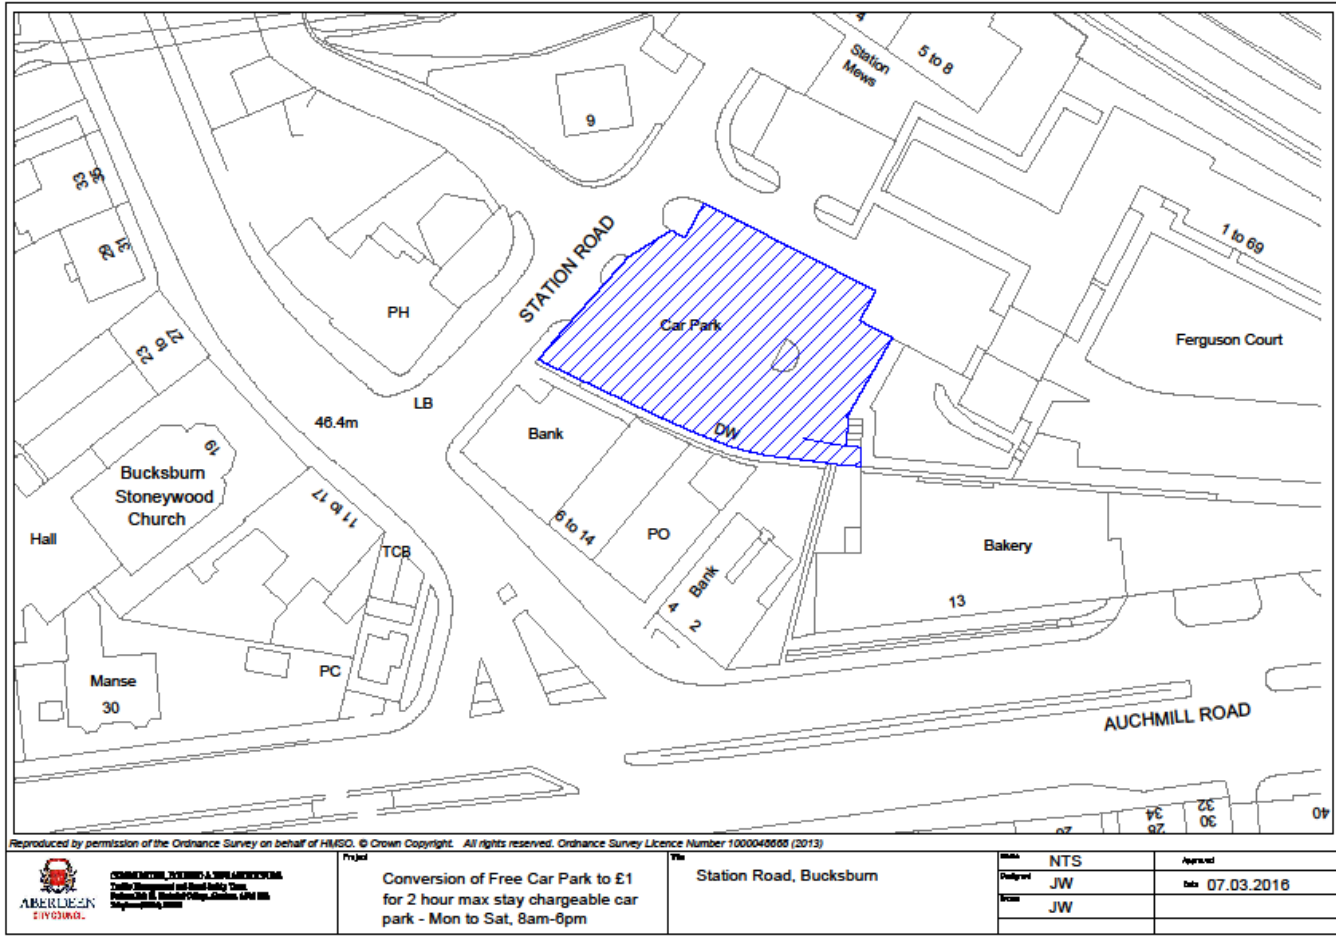 4
5 to 8
Station
Mews
9
33
35
29
31
1 to 69
STATION ROAD
PH
Car Park
Ferguson Court
23
27 to
LB
46.4m
DW
Bank
19
Bucksburn
Stoneywood
Church
11 to 17
6 to 14
PO
Hall
TCB
Bakery
Bank
4
2
13
PC
Manse
30
AUCHMILL ROAD
34
32
30
40
Reproduced by permission of the Ordnance Survey on behalf of HMSO. © Crown Copyright. All rights reserved. Ordnance Survey Licence Number 1000046668 (2013)
ABERDEEN
CITY COUNCIL
Project
Conversion of Free Car Park to £1
for 2 hour max stay chargeable car
park - Mon to Sat, 8am-6pm
Title
Station Road, Bucksburn
NTS
Approved
Designed
JW
Date 07.03.2016
Drawn
JW